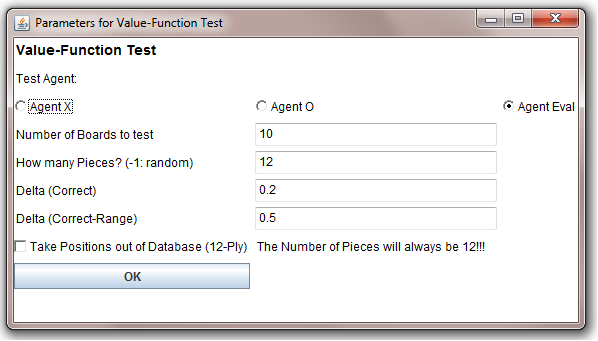 Parameters for Value-Function Test
Value-Function Test
Test Agent:
Agent X Agent O Agent Eval
Number of Boards to test 10
How many Pieces? (-1: random) 12
Delta (Correct) 0.2
Delta (Correct-Range) 0.5
Take Positions out of Database (12-Ply) The Number of Pieces will always be 12!!!
OK